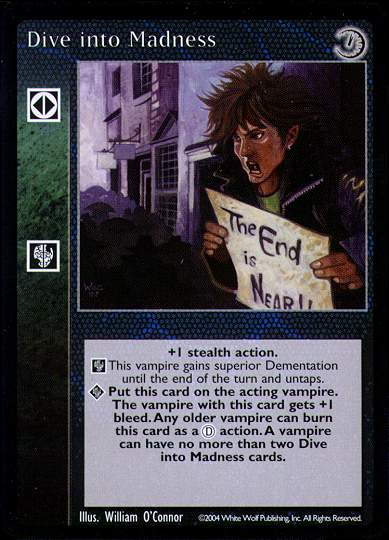 Dive into Madness
The End
is
Near!!
+1 stealth action.
This vampire gains superior Dementation
until the end of the turn and untaps.
Put this card on the acting vampire.
The vampire with this card gets +1
bleed. Any older vampire can burn
this card as a D action. A vampire
can have no more than two Dive
into Madness cards.
Illus. William O'Connor
©2004 White Wolf Publishing, Inc. All Rights Reserved.